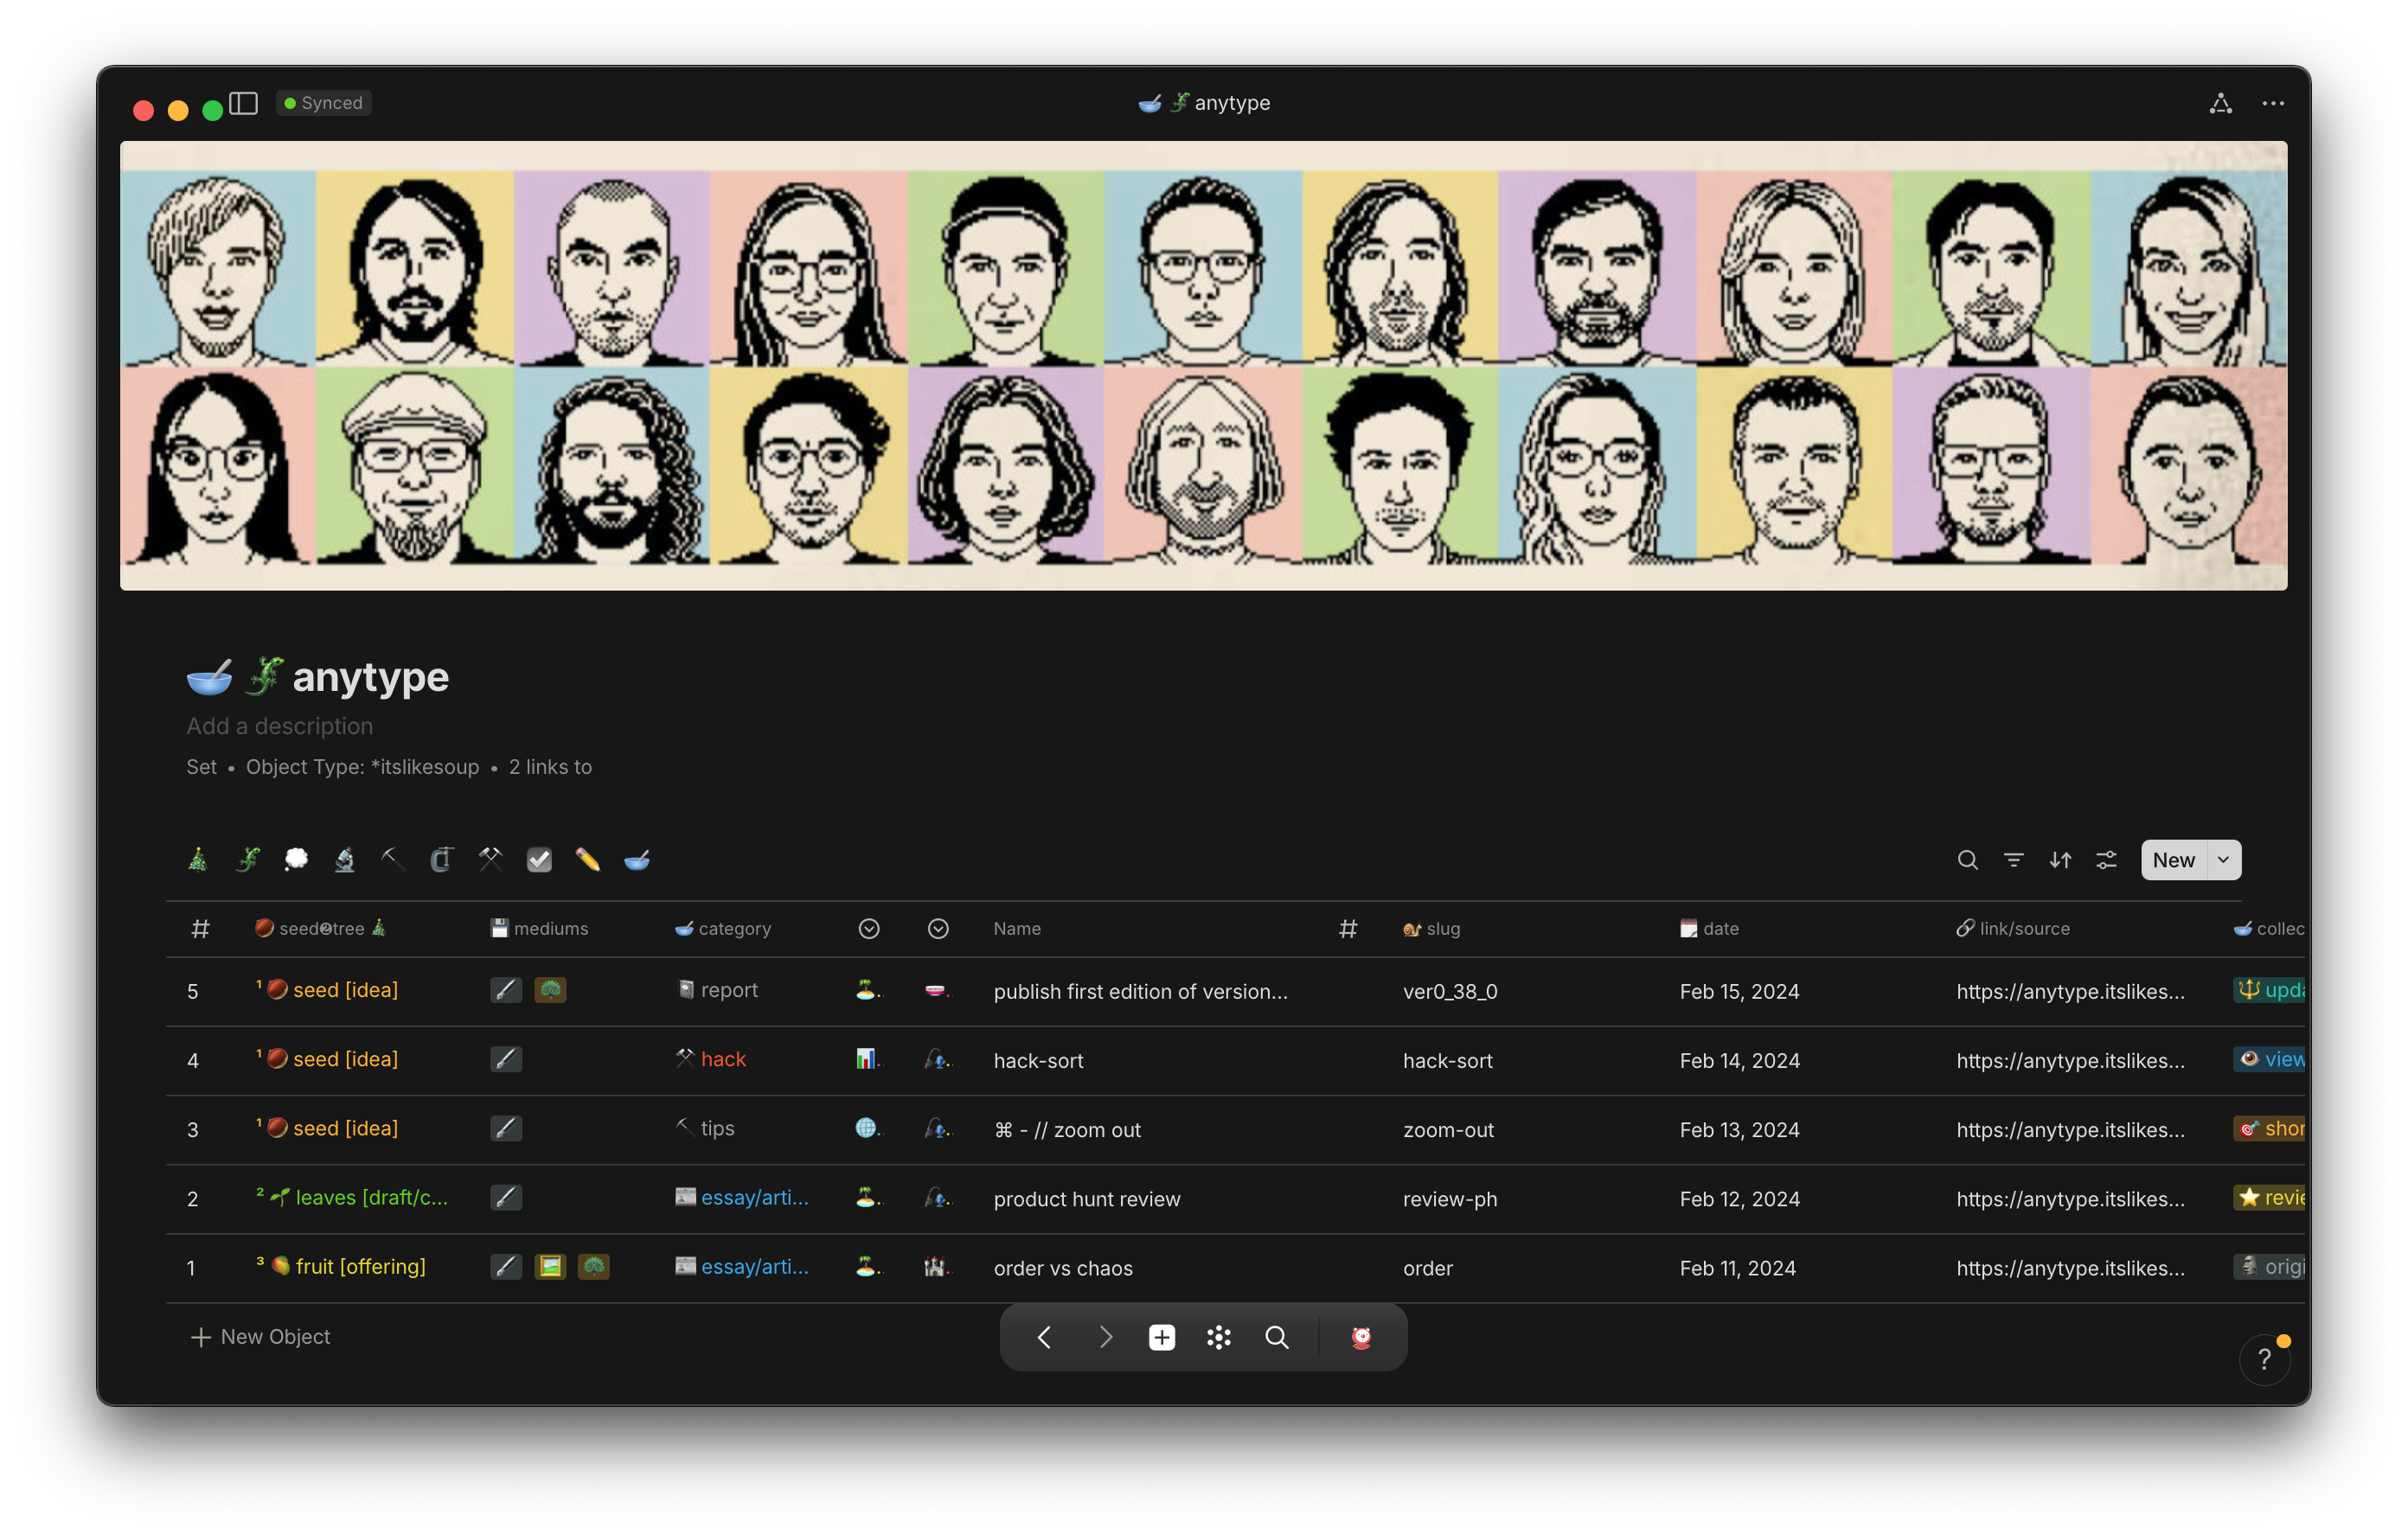 Synced
anytype
anytype
Add a description
Set • Object Type: *itslikesoup • 2 links to
New
# seed tree mediums category Name # slug date link/source collec
5 ¹ seed [idea] report publish first edition of version... ver0_38_0 Feb 15, 2024 https://anytype.itslikes... upda
4 ¹ seed [idea] hack hack-sort hack-sort Feb 14, 2024 https://anytype.itslikes... view
3 ¹ seed [idea] tips ⌘ - // zoom out zoom-out Feb 13, 2024 https://anytype.itslikes... shor
2 ² leaves [draft/c... essay/arti... product hunt review review-ph Feb 12, 2024 https://anytype.itslikes... revie
1 ³ fruit [offering] essay/arti... order vs chaos order Feb 11, 2024 https://anytype.itslikes... origi
+ New Object
?